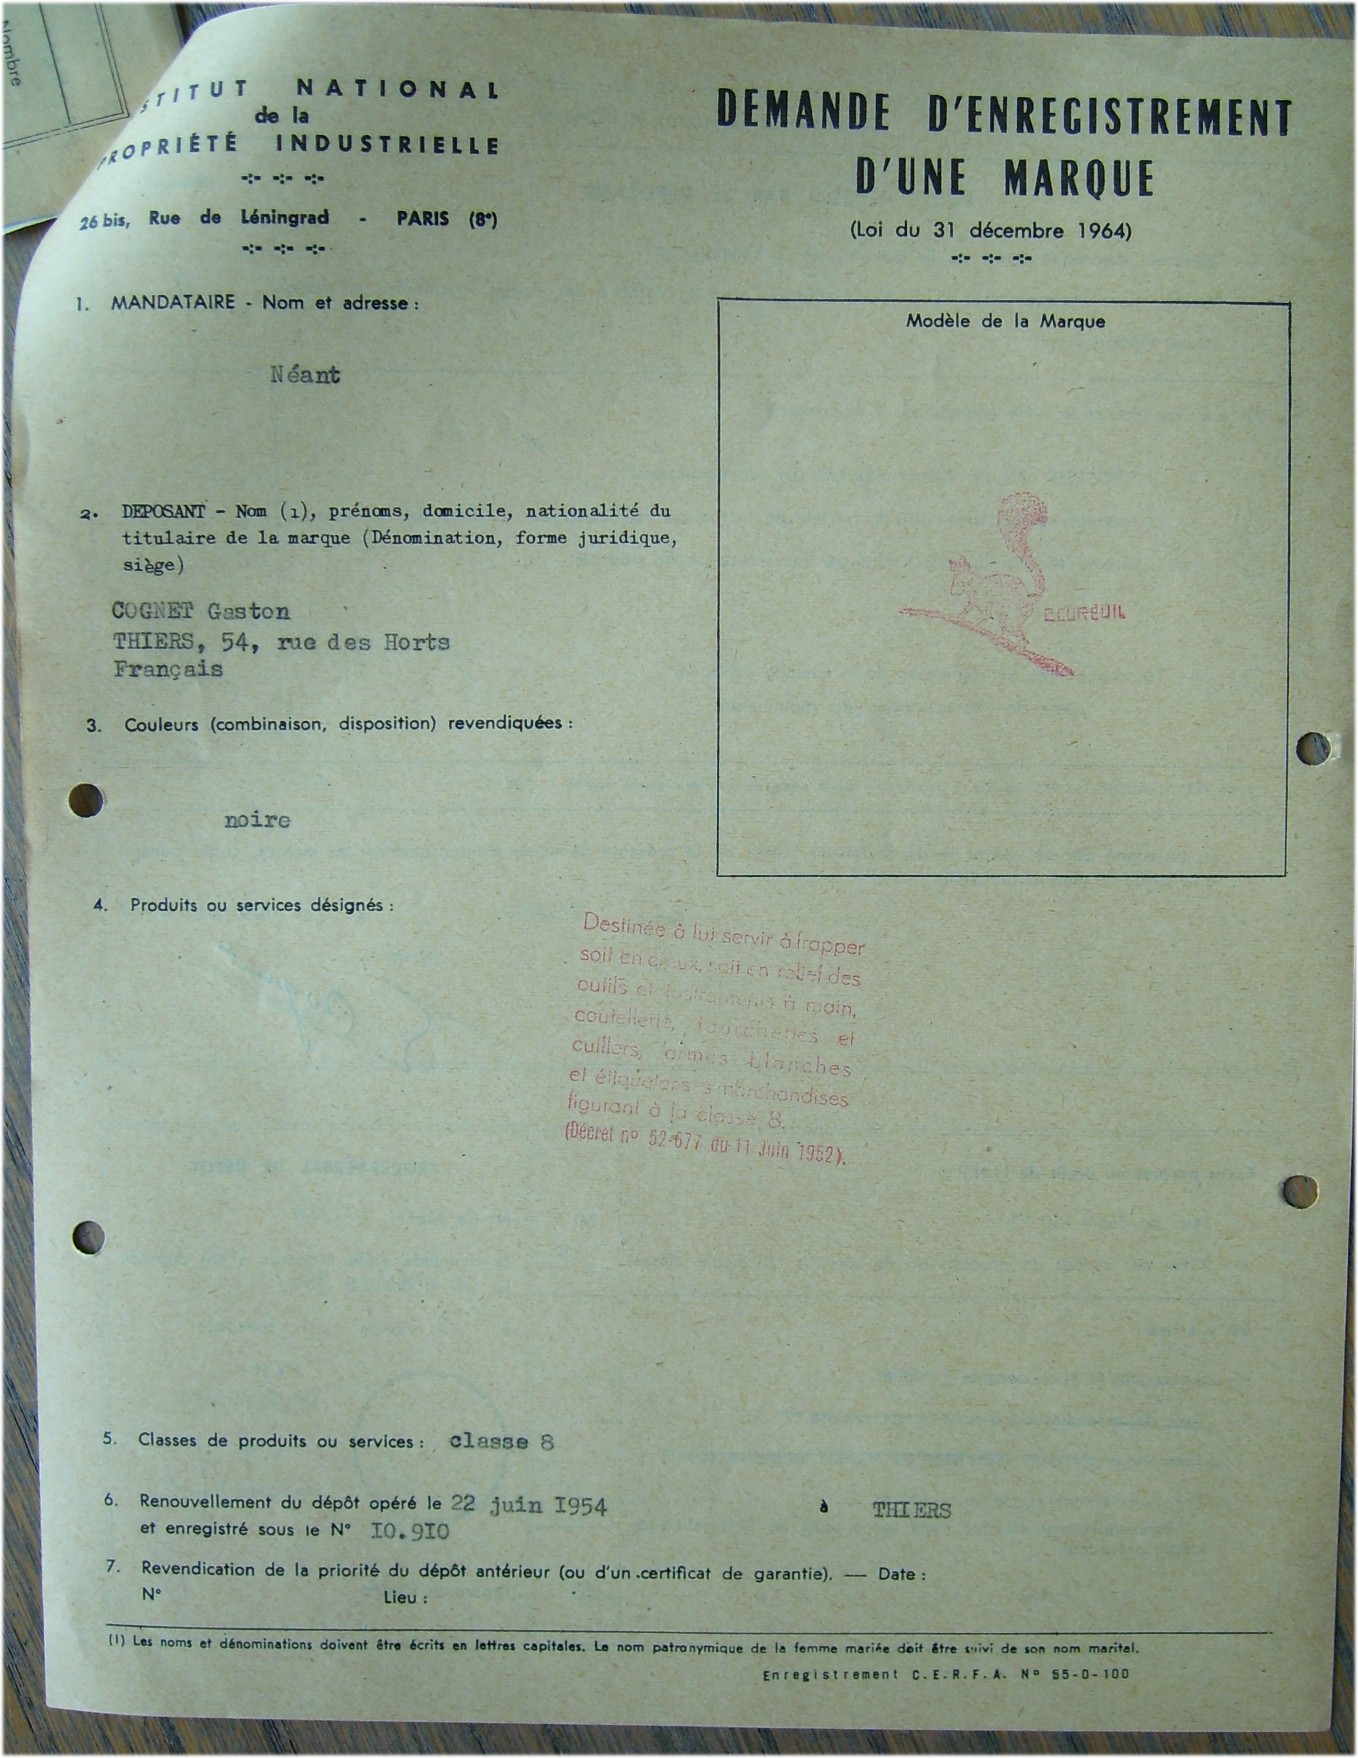 Nombre
STITUT NATIONAL
de la
PROPRIÉTÉ INDUSTRIELLE
26 bis, Rue de Léningrad - PARIS (8e)
DEMANDE D'ENREGISTREMENT
D'UNE MARQUE
(Loi du 31 décembre 1964)
1. MANDATAIRE - Nom et adresse :
Néant
Modèle de la Marque
ECUREUIL
2. DEPOSANT - Nom (1), prénoms, domicile, nationalité du
titulaire de la marque (Dénomination, forme juridique,
siège)
COGNET Gaston
THIERS, 54, rue des Horts
Français
3. Couleurs (combinaison, disposition) revendiquées :
noire
4. Produits ou services désignés :
Destinée à lui servir à frapper
soit en creux, soit en relief des
outils et instruments à main,
coutellerie, fourchettes et
cuillers, armes blanches
et marchandises
figurant à la classe 8.
(Décret n° 52-677 du 11 Juin 1952).
5. Classes de produits ou services : classe 8
6. Renouvellement du dépôt opéré le 22 juin I954 à THIERS
et enregistré sous le N° I0.9I0
7. Revendication de la priorité du dépôt antérieur (ou d'un certificat de garantie). — Date :
N° Lieu :
(1) Les noms et dénominations doivent être écrits en lettres capitales. Le nom patronymique de la femme mariée doit être suivi de son nom marital.
Enregistrement C.E.R.F.A. N° 55-0-100